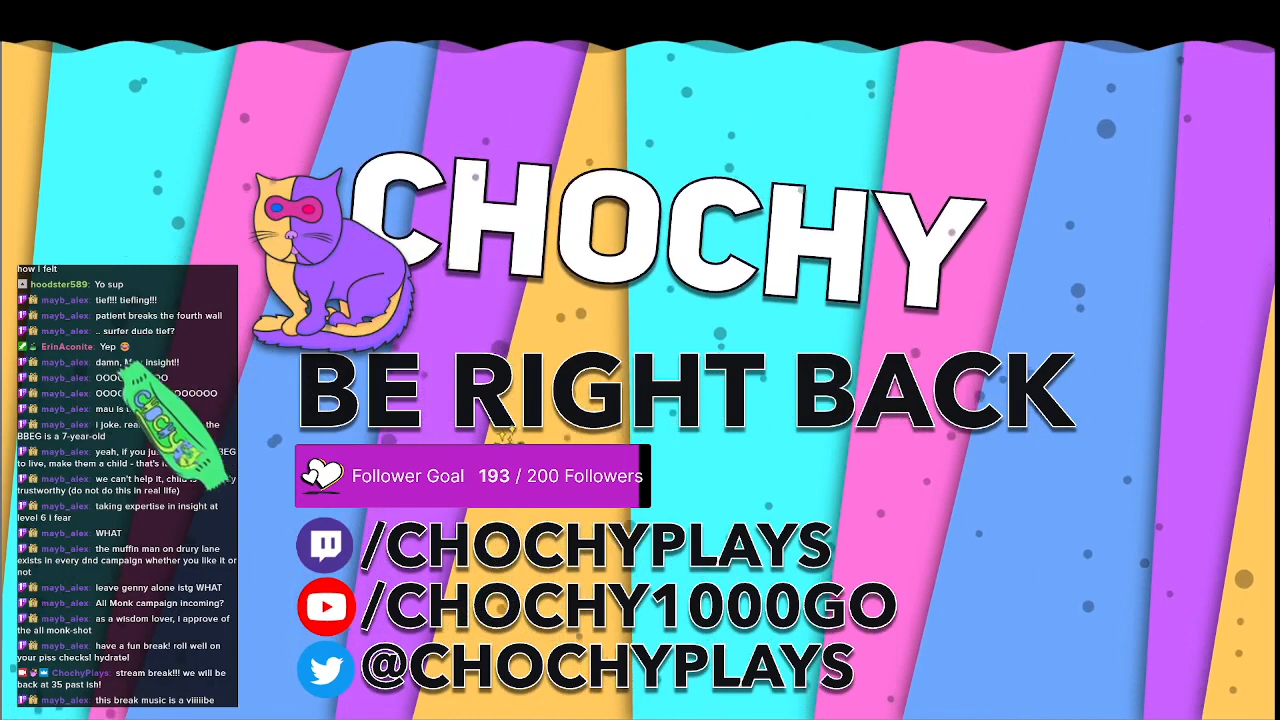 CHOCHY
BE RIGHT BACK
Follower Goal 193 / 200 Followers
/CHOCHYPLAYS
/CHOCHY1000GO
@CHOCHYPLAYS
how I felt
hoodster589: Yo sup
mayb_alex: tief!!! tiefling!!!
mayb_alex: patient breaks the fourth wall
mayb_alex: .. surfer dude tief?
ErinAconite: Yep
mayb_alex: damn, insight!!
mayb_alex:
mayb_alex:
mayb_alex: mau is
mayb_alex: i joke. the
BBEG is a 7-year-old
mayb_alex: yeah, if you
to live, make them a child - that's
mayb_alex: we can't help it,
trustworthy (do not do this in real life)
mayb_alex: taking expertise in insight at
level 6 I fear
mayb_alex: WHAT
mayb_alex: the muffin man on drury lane
exists in every dnd campaign whether you like it or
not
mayb_alex: leave genny alone istg WHAT
mayb_alex: All Monk campaign incoming?
mayb_alex: as a wisdom lover, i approve of
the all monk-shot
mayb_alex: have a fun break! roll well on
your piss checks! hydrate!
ChochyPlays: stream break!!! we will be
back at 35 past ish!
mayb_alex: this break music is a viiiiibe
CHOCHY